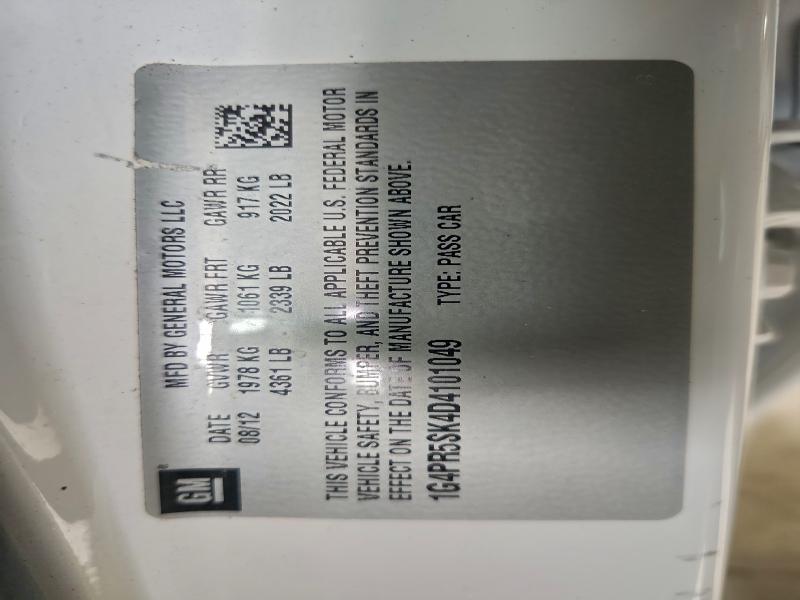 GM
MFD BY GENERAL MOTORS LLC
DATE GVWR GAWR FRT GAWR RR
08/12 1978 KG 1061 KG 917 KG
4361 LB 2339 LB 2022 LB
THIS VEHICLE CONFORMS TO ALL APPLICABLE U.S. FEDERAL MOTOR
VEHICLE SAFETY, BUMPER, AND THEFT PREVENTION STANDARDS IN
EFFECT ON THE DATE OF MANUFACTURE SHOWN ABOVE.
1G4PR5SK4D4101049 TYPE: PASS CAR